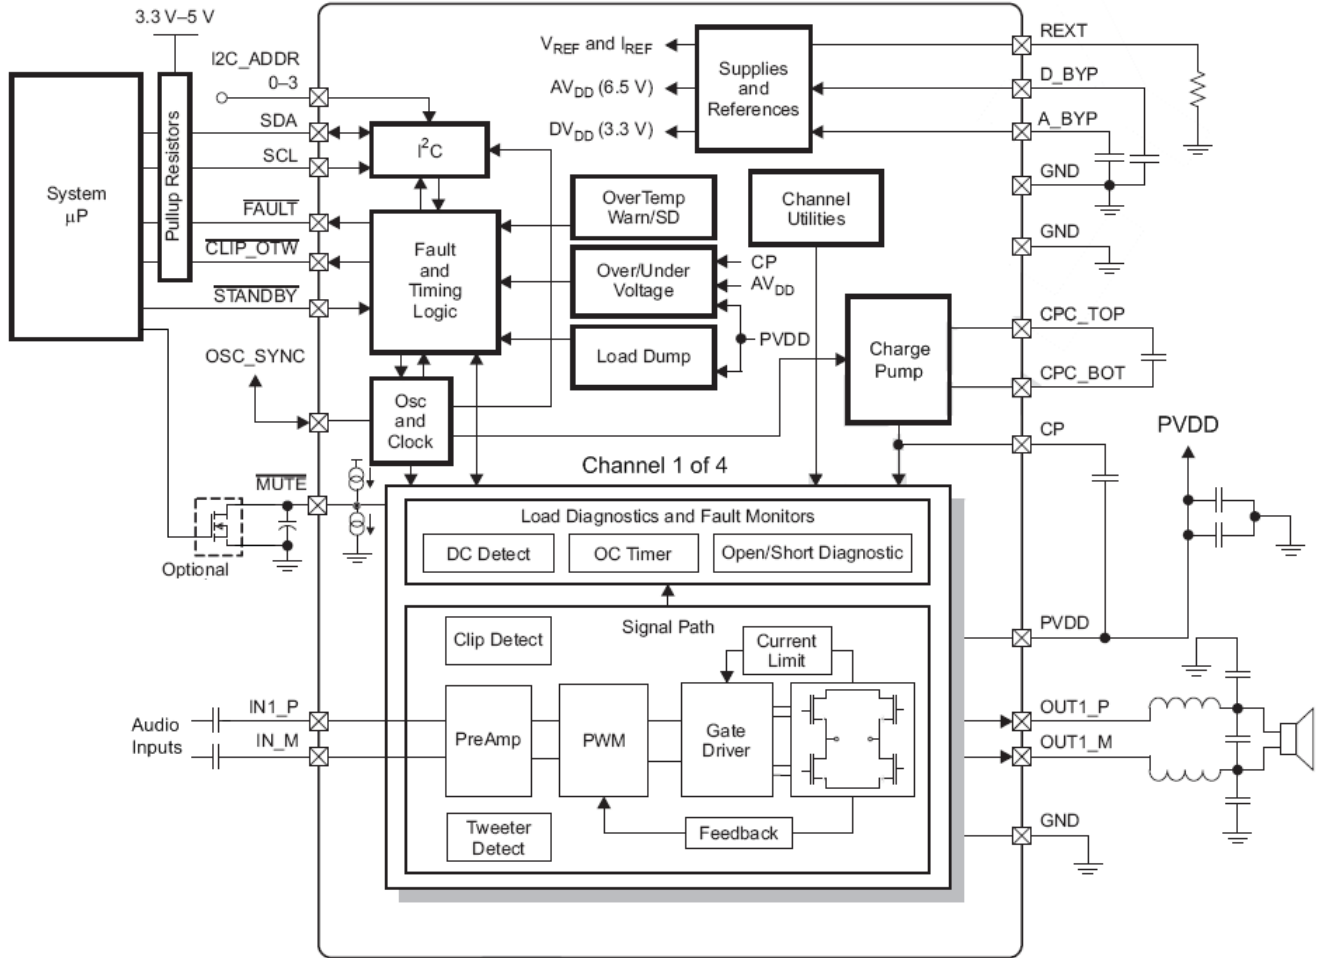 3.3 V–5 V
I2C_ADDR
0–3
SDA
SCL
FAULT
CLIP_OTW
STANDBY
System
μP
Pullup Resistors
OSC_SYNC
MUTE
Optional
Audio
Inputs
IN1_P
IN_M
I²C
Fault
and
Timing
Logic
Osc
and
Clock
VREF and IREF
AVDD (6.5 V)
DVDD (3.3 V)
Supplies
and
References
OverTemp
Warn/SD
Over/Under
Voltage
Load Dump
CP
AVDD
PVDD
Channel
Utilities
Charge
Pump
Channel 1 of 4
Load Diagnostics and Fault Monitors
DC Detect
OC Timer
Open/Short Diagnostic
Signal Path
Clip Detect
Current
Limit
PreAmp
PWM
Gate
Driver
Tweeter
Detect
Feedback
REXT
D_BYP
A_BYP
GND
GND
CPC_TOP
CPC_BOT
CP
PVDD
PVDD
OUT1_P
OUT1_M
GND